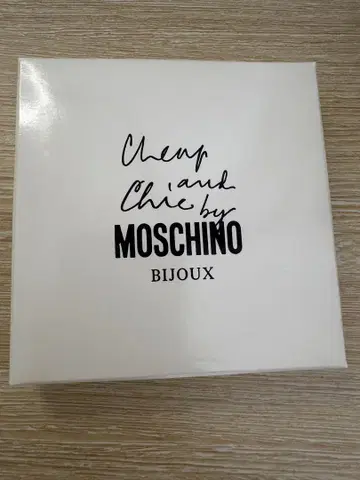 Cheap
and
Chic by
MOSCHINO
BIJOUX